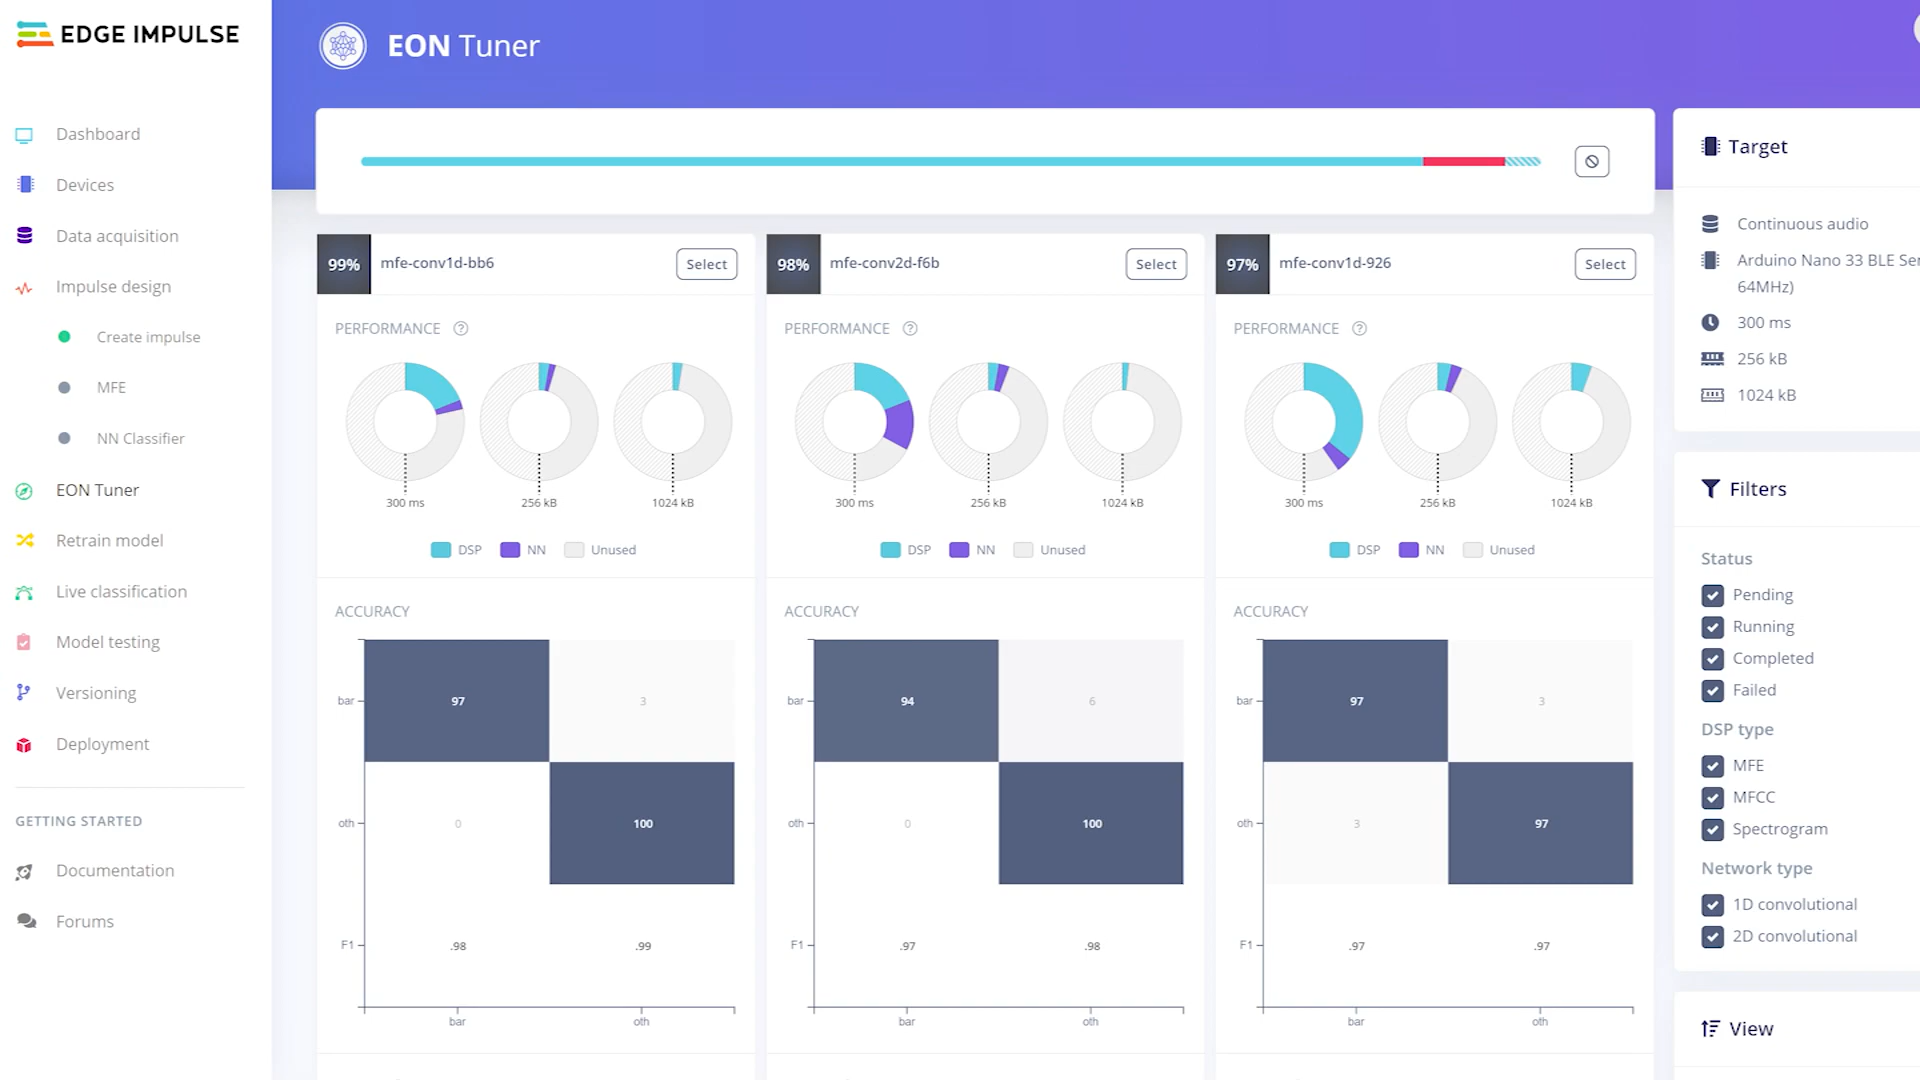 EDGE IMPULSE
Dashboard
Devices
Data acquisition
Impulse design
Create impulse
MFE
NN Classifier
EON Tuner
Retrain model
Live classification
Model testing
Versioning
Deployment
GETTING STARTED
Documentation
Forums
EON Tuner
99%
mfe-conv1d-bb6
Select
PERFORMANCE ?
300 ms
256 kB
1024 kB
DSP
NN
Unused
ACCURACY
bar 97 3
oth 0 100
F1 .98 .99
bar oth
98%
mfe-conv2d-f6b
Select
PERFORMANCE ?
300 ms
256 kB
1024 kB
DSP
NN
Unused
ACCURACY
bar 94 6
oth 0 100
F1 .97 .98
bar oth
97%
mfe-conv1d-926
Select
PERFORMANCE ?
300 ms
256 kB
1024 kB
DSP
NN
Unused
ACCURACY
bar 97 3
oth 3 97
F1 .97 .97
bar oth
Target
Continuous audio
Arduino Nano 33 BLE
64MHz)
300 ms
256 kB
1024 kB
Filters
Status
Pending
Running
Completed
Failed
DSP type
MFE
MFCC
Spectrogram
Network type
1D convolutional
2D convolutional
View